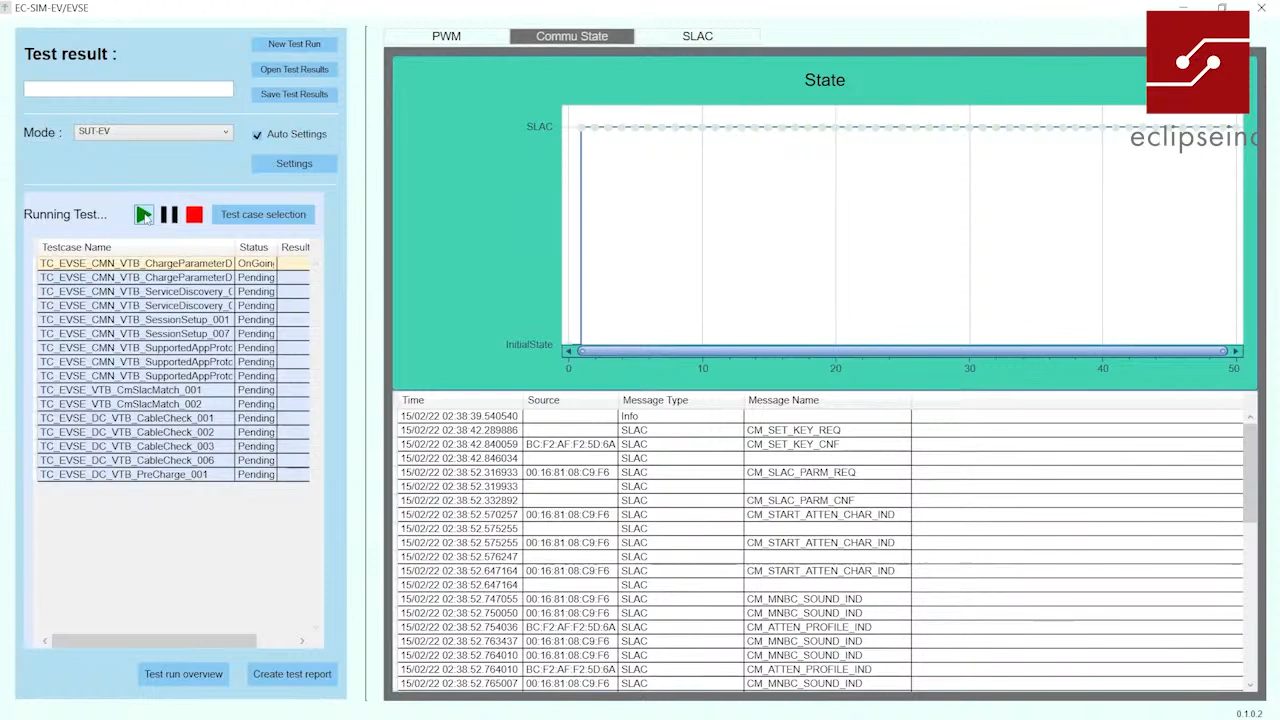 EC-SIM-EV/EVSE
Test result :
New Test Run
Open Test Results
Save Test Results
Mode :
SUT-EV
Auto Settings
Settings
Running Test...
Test case selection
Testcase Name Status Result
TC_EVSE_CMN_VTB_ChargeParameterD OnGoin
TC_EVSE_CMN_VTB_ChargeParameterD Pending
TC_EVSE_CMN_VTB_ServiceDiscovery_ Pending
TC_EVSE_CMN_VTB_ServiceDiscovery_ Pending
TC_EVSE_CMN_VTB_SessionSetup_001 Pending
TC_EVSE_CMN_VTB_SessionSetup_007 Pending
TC_EVSE_CMN_VTB_SupportedAppProto Pending
TC_EVSE_CMN_VTB_SupportedAppProto Pending
TC_EVSE_CMN_VTB_SupportedAppProto Pending
TC_EVSE_VTB_CmSlacMatch_001 Pending
TC_EVSE_VTB_CmSlacMatch_002 Pending
TC_EVSE_DC_VTB_CableCheck_001 Pending
TC_EVSE_DC_VTB_CableCheck_002 Pending
TC_EVSE_DC_VTB_CableCheck_003 Pending
TC_EVSE_DC_VTB_CableCheck_006 Pending
TC_EVSE_DC_VTB_PreCharge_001 Pending
Test run overview
Create test report
PWM Commu State SLAC
State
SLAC
InitialState
0 10 20 30 40 50
eclipseinc
Time Source Message Type Message Name
15/02/22 02:38:39.540540 Info
15/02/22 02:38:42.289886 SLAC CM_SET_KEY_REQ
15/02/22 02:38:42.840059 BC:F2:AF:F2:5D:6A SLAC CM_SET_KEY_CNF
15/02/22 02:38:42.846034 SLAC
15/02/22 02:38:52.316933 00:16:81:08:C9:F6 SLAC CM_SLAC_PARM_REQ
15/02/22 02:38:52.319933 SLAC
15/02/22 02:38:52.332892 SLAC CM_SLAC_PARM_CNF
15/02/22 02:38:52.570257 00:16:81:08:C9:F6 SLAC CM_START_ATTEN_CHAR_IND
15/02/22 02:38:52.575255 SLAC
15/02/22 02:38:52.575255 00:16:81:08:C9:F6 SLAC CM_START_ATTEN_CHAR_IND
15/02/22 02:38:52.576247 SLAC
15/02/22 02:38:52.647164 00:16:81:08:C9:F6 SLAC CM_START_ATTEN_CHAR_IND
15/02/22 02:38:52.647164 SLAC
15/02/22 02:38:52.747055 00:16:81:08:C9:F6 SLAC CM_MNBC_SOUND_IND
15/02/22 02:38:52.750050 00:16:81:08:C9:F6 SLAC CM_MNBC_SOUND_IND
15/02/22 02:38:52.754036 BC:F2:AF:F2:5D:6A SLAC CM_ATTEN_PROFILE_IND
15/02/22 02:38:52.763437 00:16:81:08:C9:F6 SLAC CM_MNBC_SOUND_IND
15/02/22 02:38:52.764010 00:16:81:08:C9:F6 SLAC CM_MNBC_SOUND_IND
15/02/22 02:38:52.764010 BC:F2:AF:F2:5D:6A SLAC CM_ATTEN_PROFILE_IND
15/02/22 02:38:52.765007 00:16:81:08:C9:F6 SLAC CM_MNBC_SOUND_IND
0.1.0.2